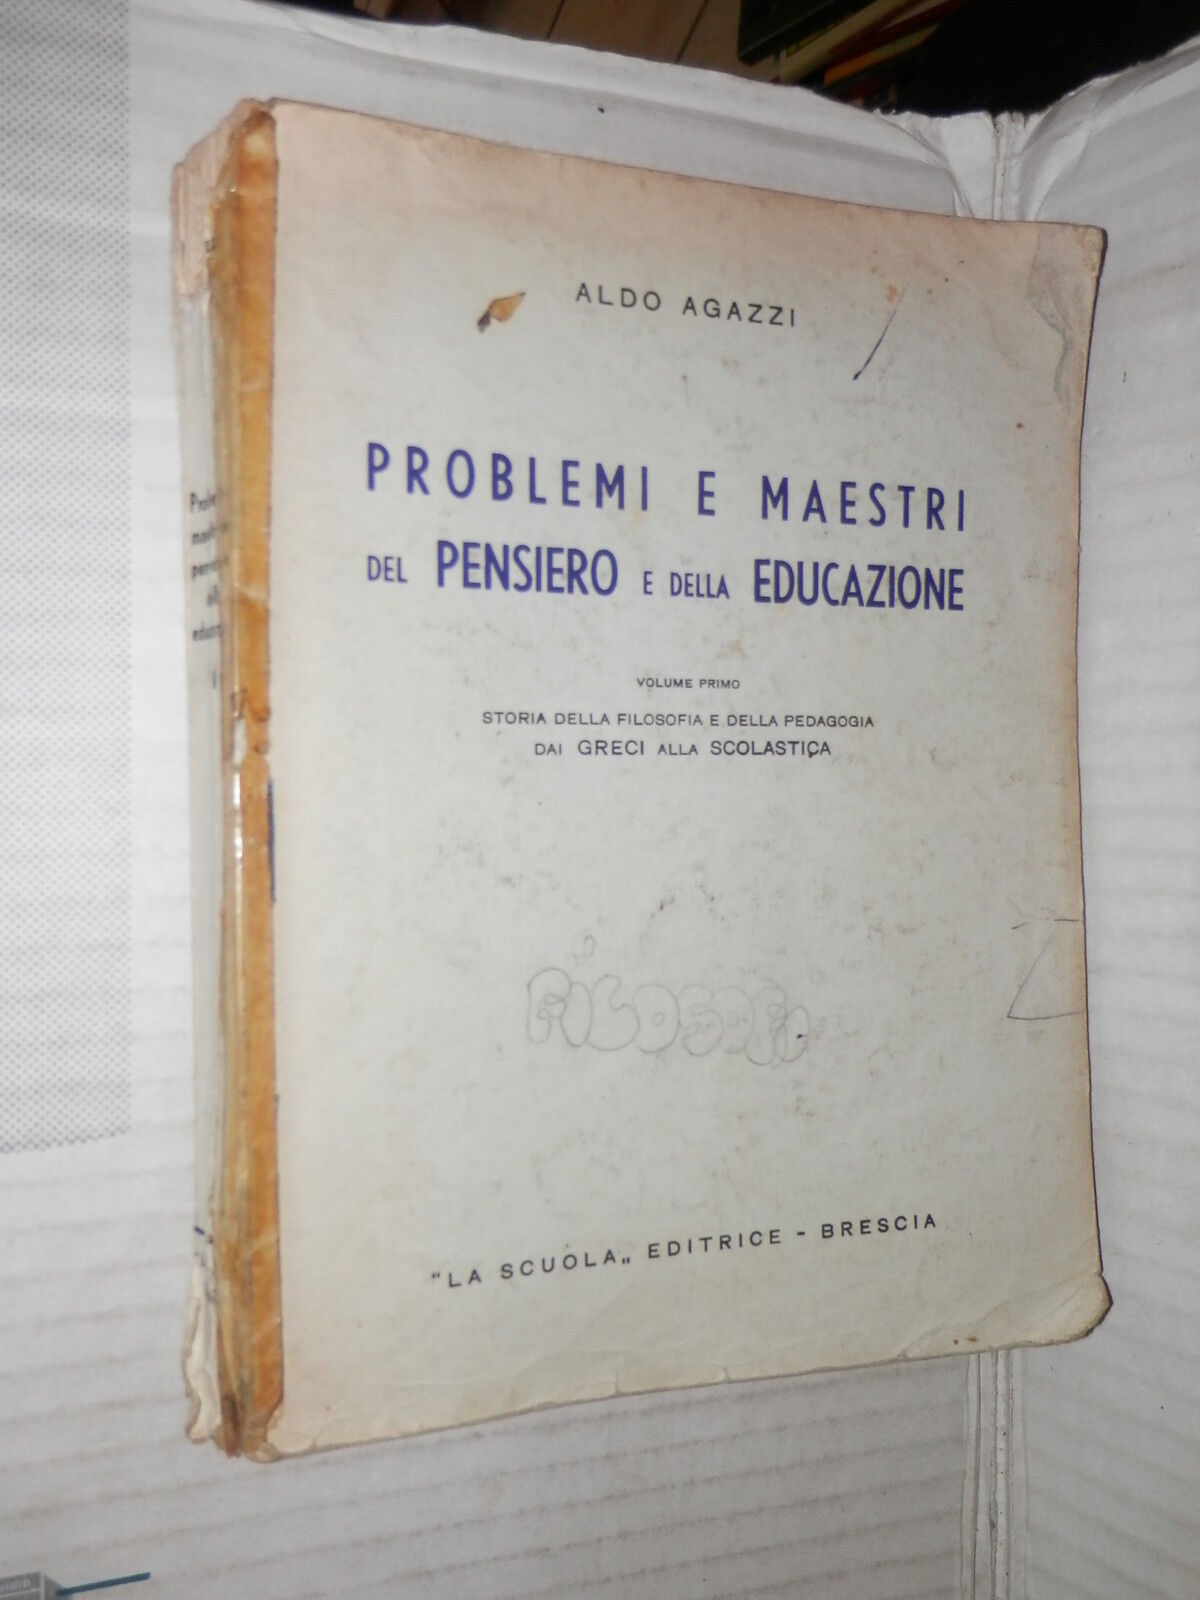 ALDO AGAZZI
PROBLEMI E MAESTRI
DEL PENSIERO E DELLA EDUCAZIONE
VOLUME PRIMO
STORIA DELLA FILOSOFIA E DELLA PEDAGOGIA
DAI GRECI ALLA SCOLASTICA
FILOSOFI
"LA SCUOLA„ EDITRICE - BRESCIA